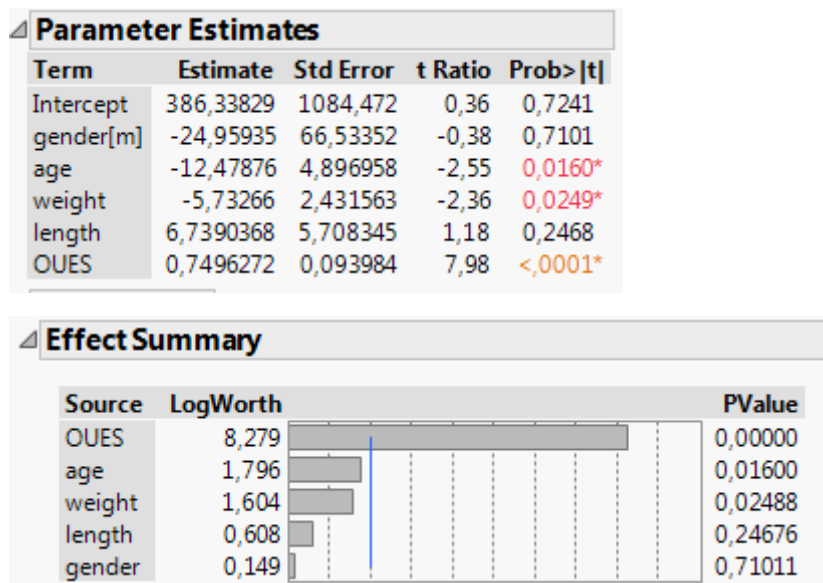 Parameter Estimates
Term Estimate Std Error t Ratio Prob>|t|
Intercept 386,33829 1084,472 0,36 0,7241
gender[m] -24,95935 66,53352 -0,38 0,7101
age -12,47876 4,896958 -2,55 0,0160*
weight -5,73266 2,431563 -2,36 0,0249*
length 6,7390368 5,708345 1,18 0,2468
OUES 0,7496272 0,093984 7,98 <,0001*
Effect Summary
Source LogWorth PValue
OUES 8,279 0,00000
age 1,796 0,01600
weight 1,604 0,02488
length 0,608 0,24676
gender 0,149 0,71011